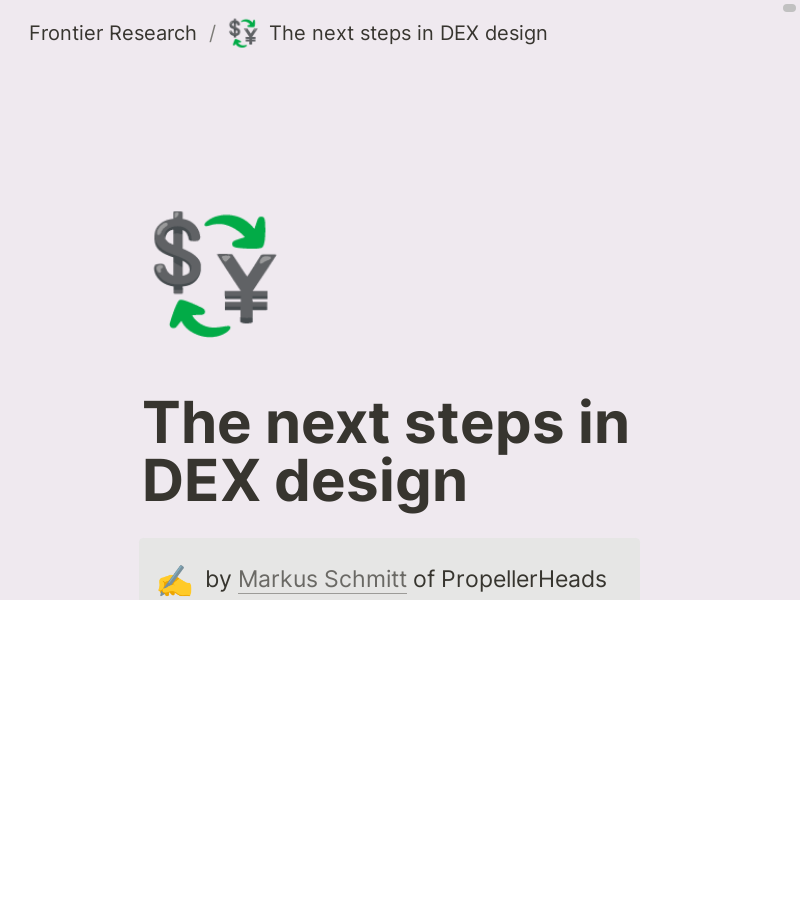 Frontier Research / 💱 The next steps in DEX design
The next steps in
DEX design
✍️ by Markus Schmitt of PropellerHeads